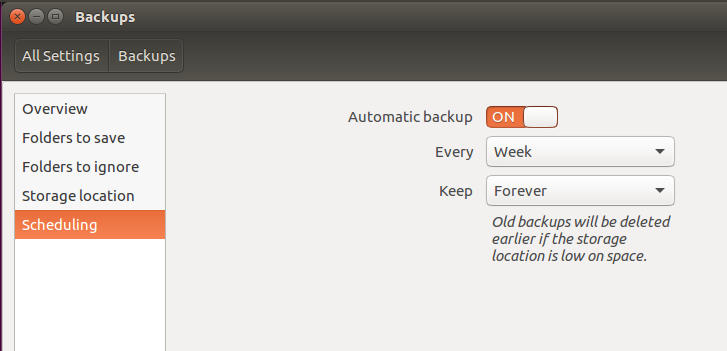 Backups
All Settings Backups
Overview
Folders to save
Folders to ignore
Storage location
Scheduling
Automatic backup ON
Every Week
Keep Forever
Old backups will be deleted
earlier if the storage
location is low on space.